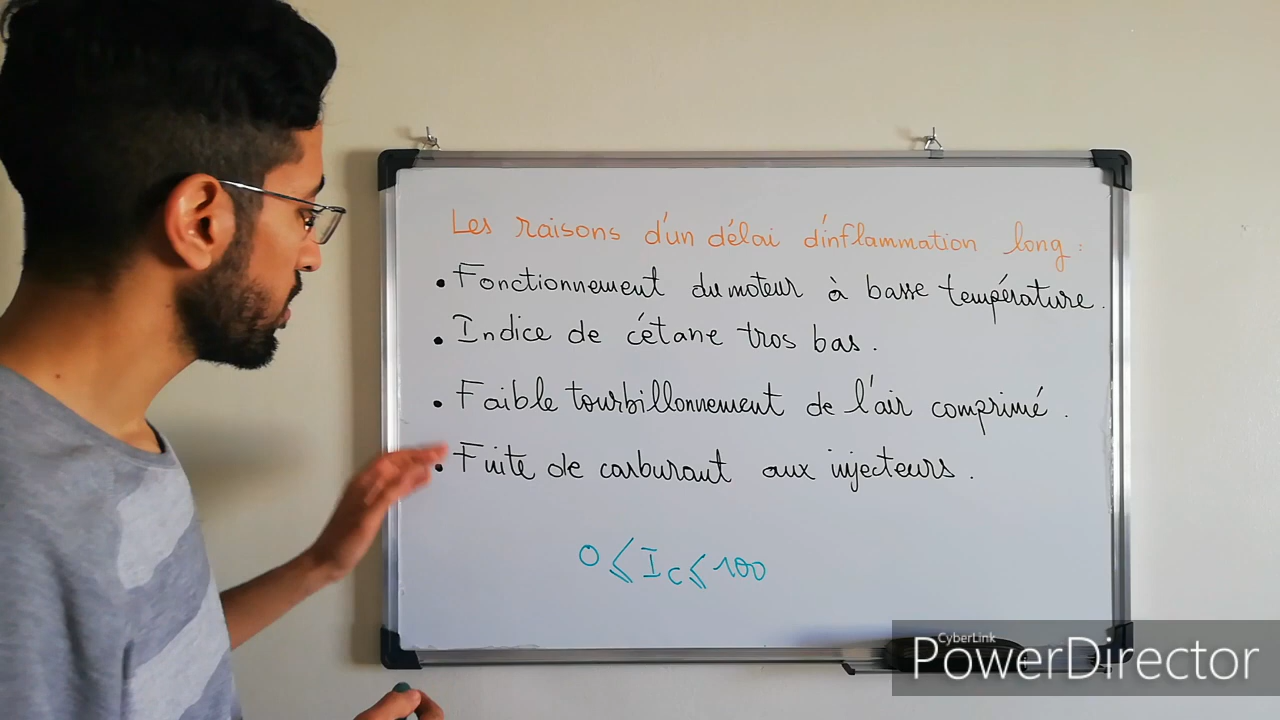 Les raisons d'un délai d'inflammation long :
• Fonctionnement du moteur à basse température.
• Indice de cétane tros bas.
• Faible tourbillonnement de l'air comprimé.
• Fuite de carburant aux injecteurs.
0 ⩽ Ic ⩽ 100
CyberLink
PowerDirector